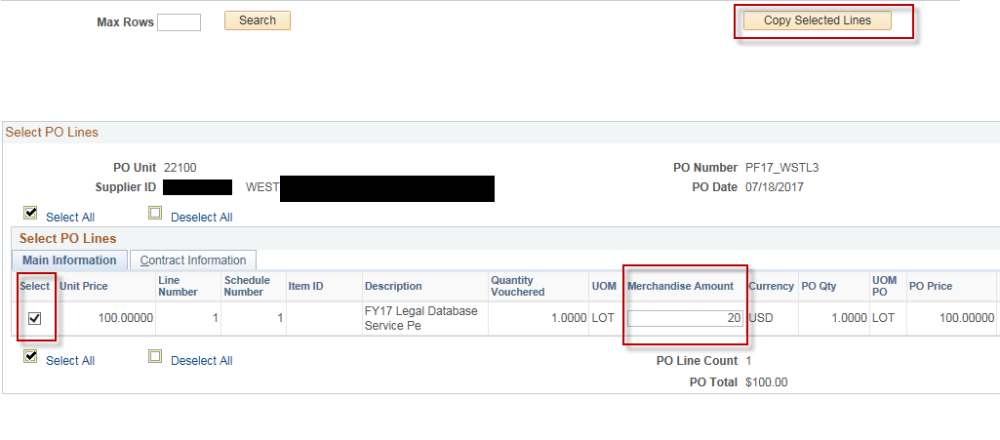 Max Rows Search Copy Selected Lines
Select PO Lines
PO Unit 22100 PO Number PF17_WSTL3
Supplier ID WEST PO Date 07/18/2017
Select All Deselect All
Select PO Lines
Main Information Contract Information
Select Unit Price Line Number Schedule Number Item ID Description Quantity Vouchered UOM Merchandise Amount Currency PO Qty UOM PO PO Price
100.00000 1 1 FY17 Legal Database Service Pe 1.0000 LOT 20 USD 1.0000 LOT 100.00000
Select All Deselect All PO Line Count 1
PO Total $100.00